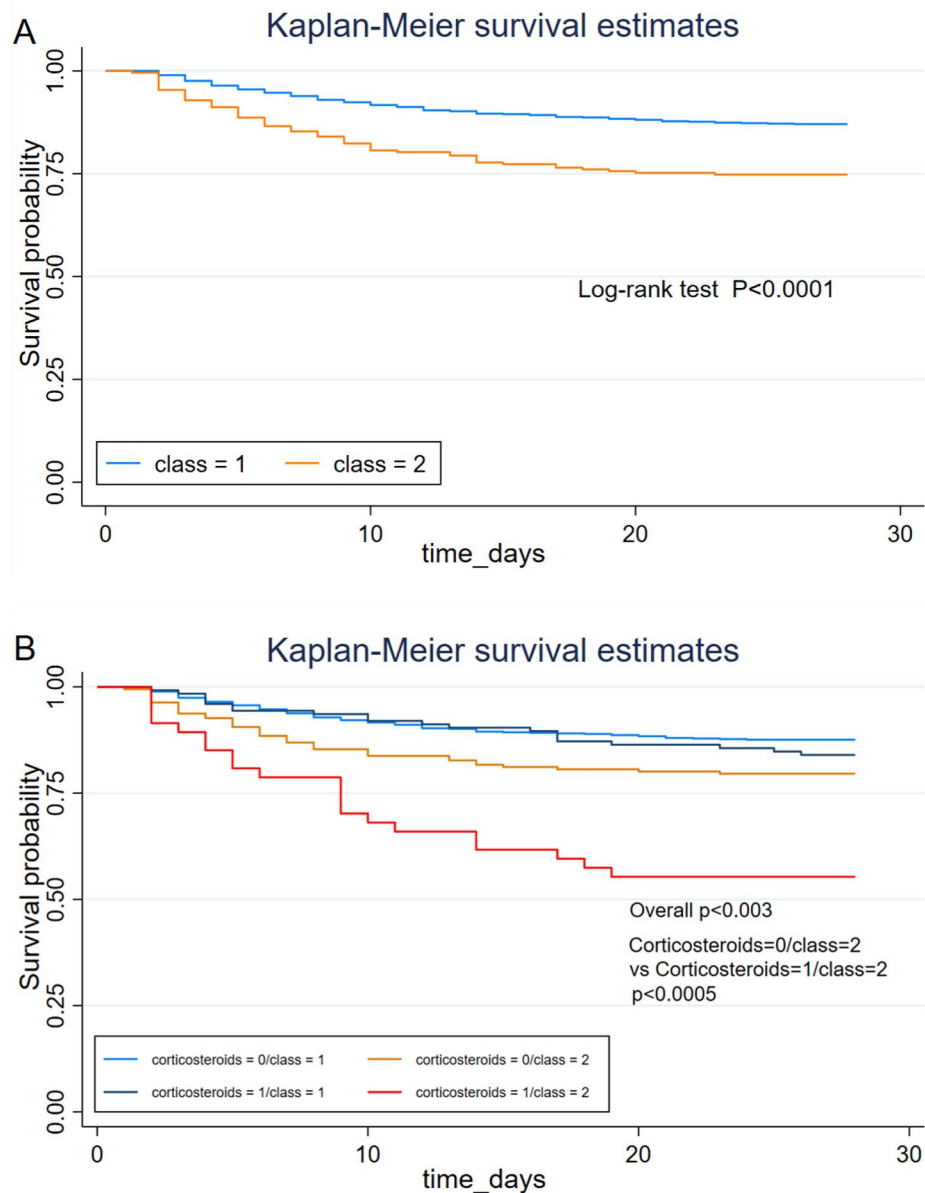 A
Kaplan-Meier survival estimates
Survival probability
1.00
0.75
0.50
0.25
0.00
Log-rank test P<0.0001
class = 1 class = 2
0 10 20 30
time_days
B
Kaplan-Meier survival estimates
Survival probability
1.00
0.75
0.50
0.25
0.00
Overall p<0.003
Corticosteroids=0/class=2
vs Corticosteroids=1/class=2
p<0.0005
corticosteroids = 0/class = 1 corticosteroids = 0/class = 2
corticosteroids = 1/class = 1 corticosteroids = 1/class = 2
0 10 20 30
time_days